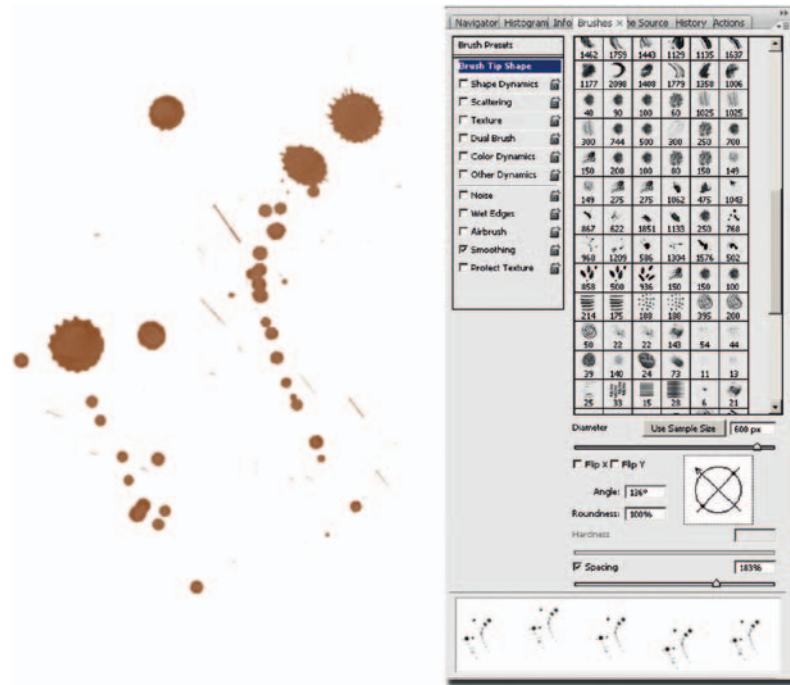 Navigator Histogram Info Brushes × ne Source History Actions
Brush Presets
Brush Tip Shape
Shape Dynamics
Scattering
Texture
Dual Brush
Color Dynamics
Other Dynamics
Noise
Wet Edges
Airbrush
Smoothing
Protect Texture
1462 1759 1443 1129 1135 1637
1177 2098 1408 1779 1358 1006
40 90 100 60 1025 1025
300 744 500 300 250 700
150 200 100 80 150 149
149 275 275 1062 475 1043
867 622 1851 1133 250 768
968 1209 586 1304 1576 502
858 500 936 150 150 100
214 175 188 188 395 200
50 22 22 143 54 44
39 140 24 73 11 13
25 33 15 28 6 21
Diameter Use Sample Size 600 px
Flip X Flip Y
Angle: 136°
Roundness: 100%
Hardness
Spacing 183%